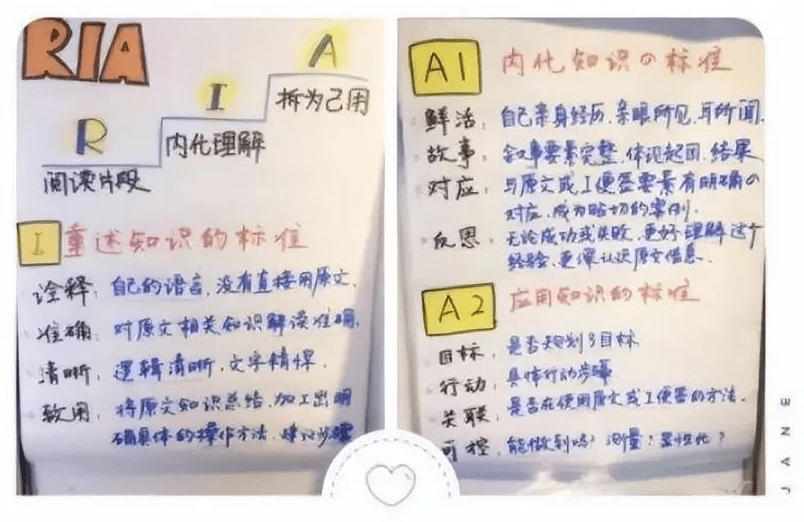 RIA
A
I
拆为己用
R
内化理解
阅读片段
I 重述知识的标准
诠释：自己的语言，没有直接用原文．
准确：对原文相关知识解读准确．
清晰：逻辑清晰，文字精悍．
致用：将原文知识总结、加工出明
确具体的操作方法、建议步骤
A1 内化知识の标准
鲜活：自己亲身经历、亲眼所见、耳所闻．
故事：叙事要素完整，体现起因、结果
对应：与原文或I便签要素有明确の
对应，成为贴切的案例．
反思：无论成功或失败，更好理解这个
经验、更深认识原文信息．
A2 应用知识的标准
目标：是否规划了目标
行动：具体行动步骤
关联：是否在使用原文或I便签的方法．
可控：能做到吗？测量？显性化？
JANE